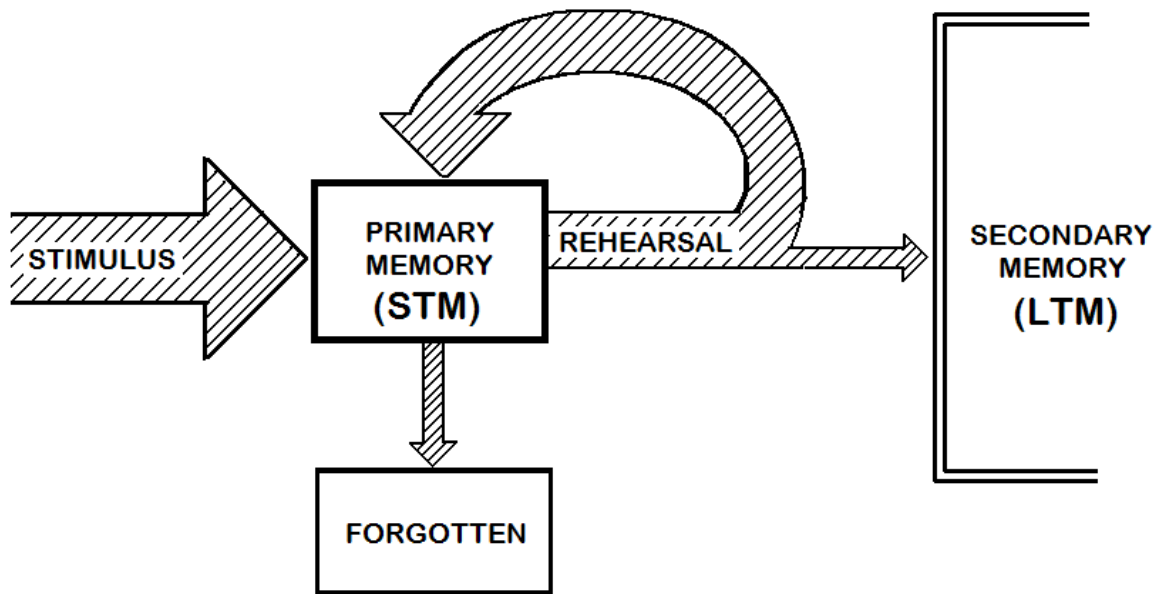 STIMULUS
PRIMARY
MEMORY
(STM)
REHEARSAL
SECONDARY
MEMORY
(LTM)
FORGOTTEN